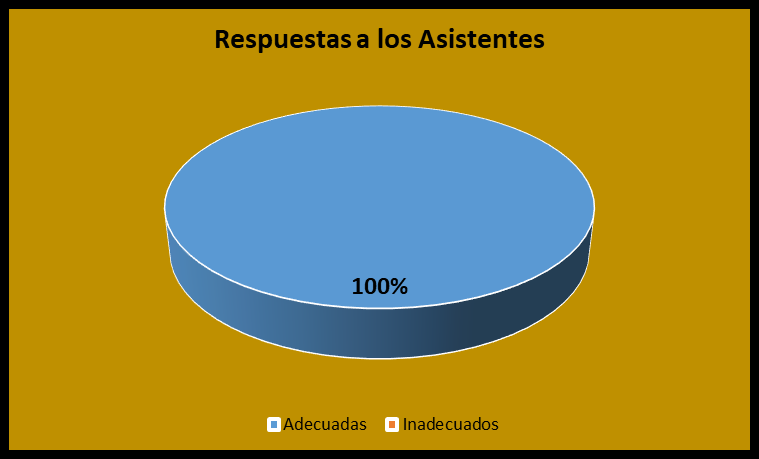 Respuestas a los Asistentes
100%
Adecuadas Inadecuados